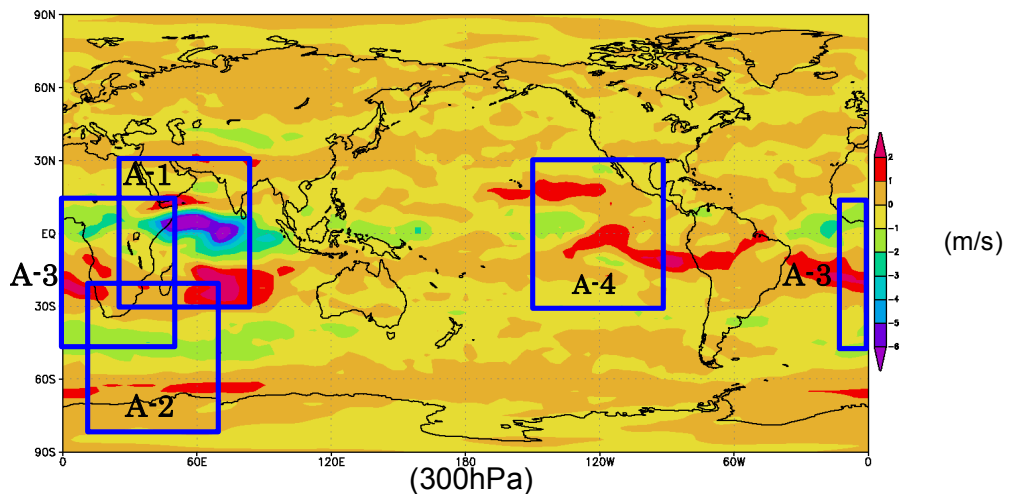 90N
60N
30N
EQ
30S
60S
90S
A-1
A-3
A-2
A-4
A-3
2
1
0
-1
-2
-3
-4
-5
-6
(m/s)
0
60E
120E
180
120W
60W
0
(300hPa)